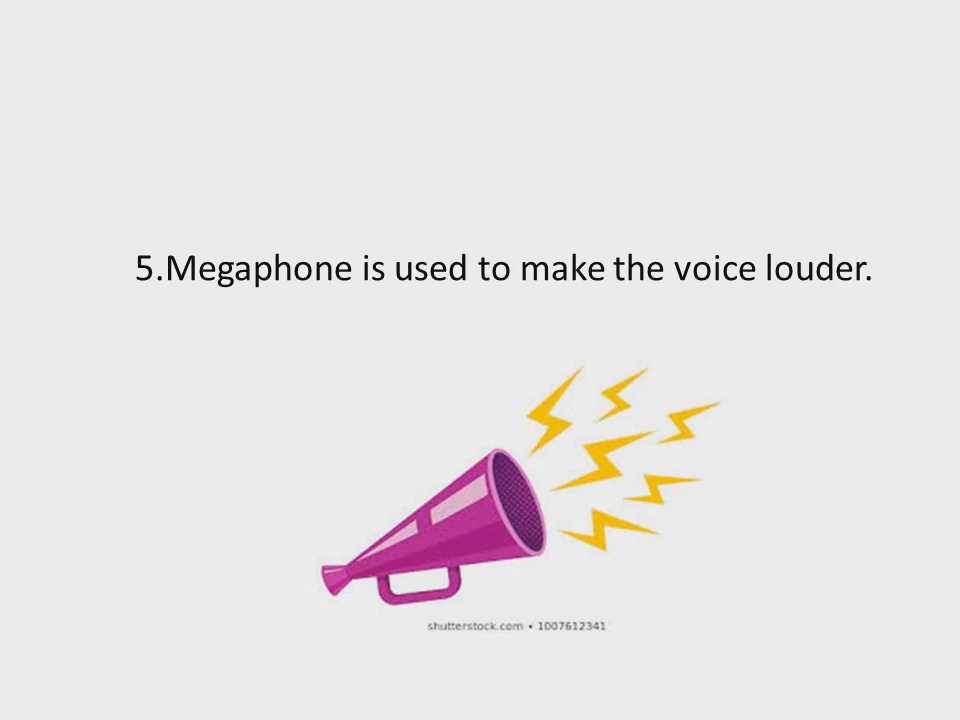 5.Megaphone is used to make the voice louder.
shutterstock.com • 1007612341